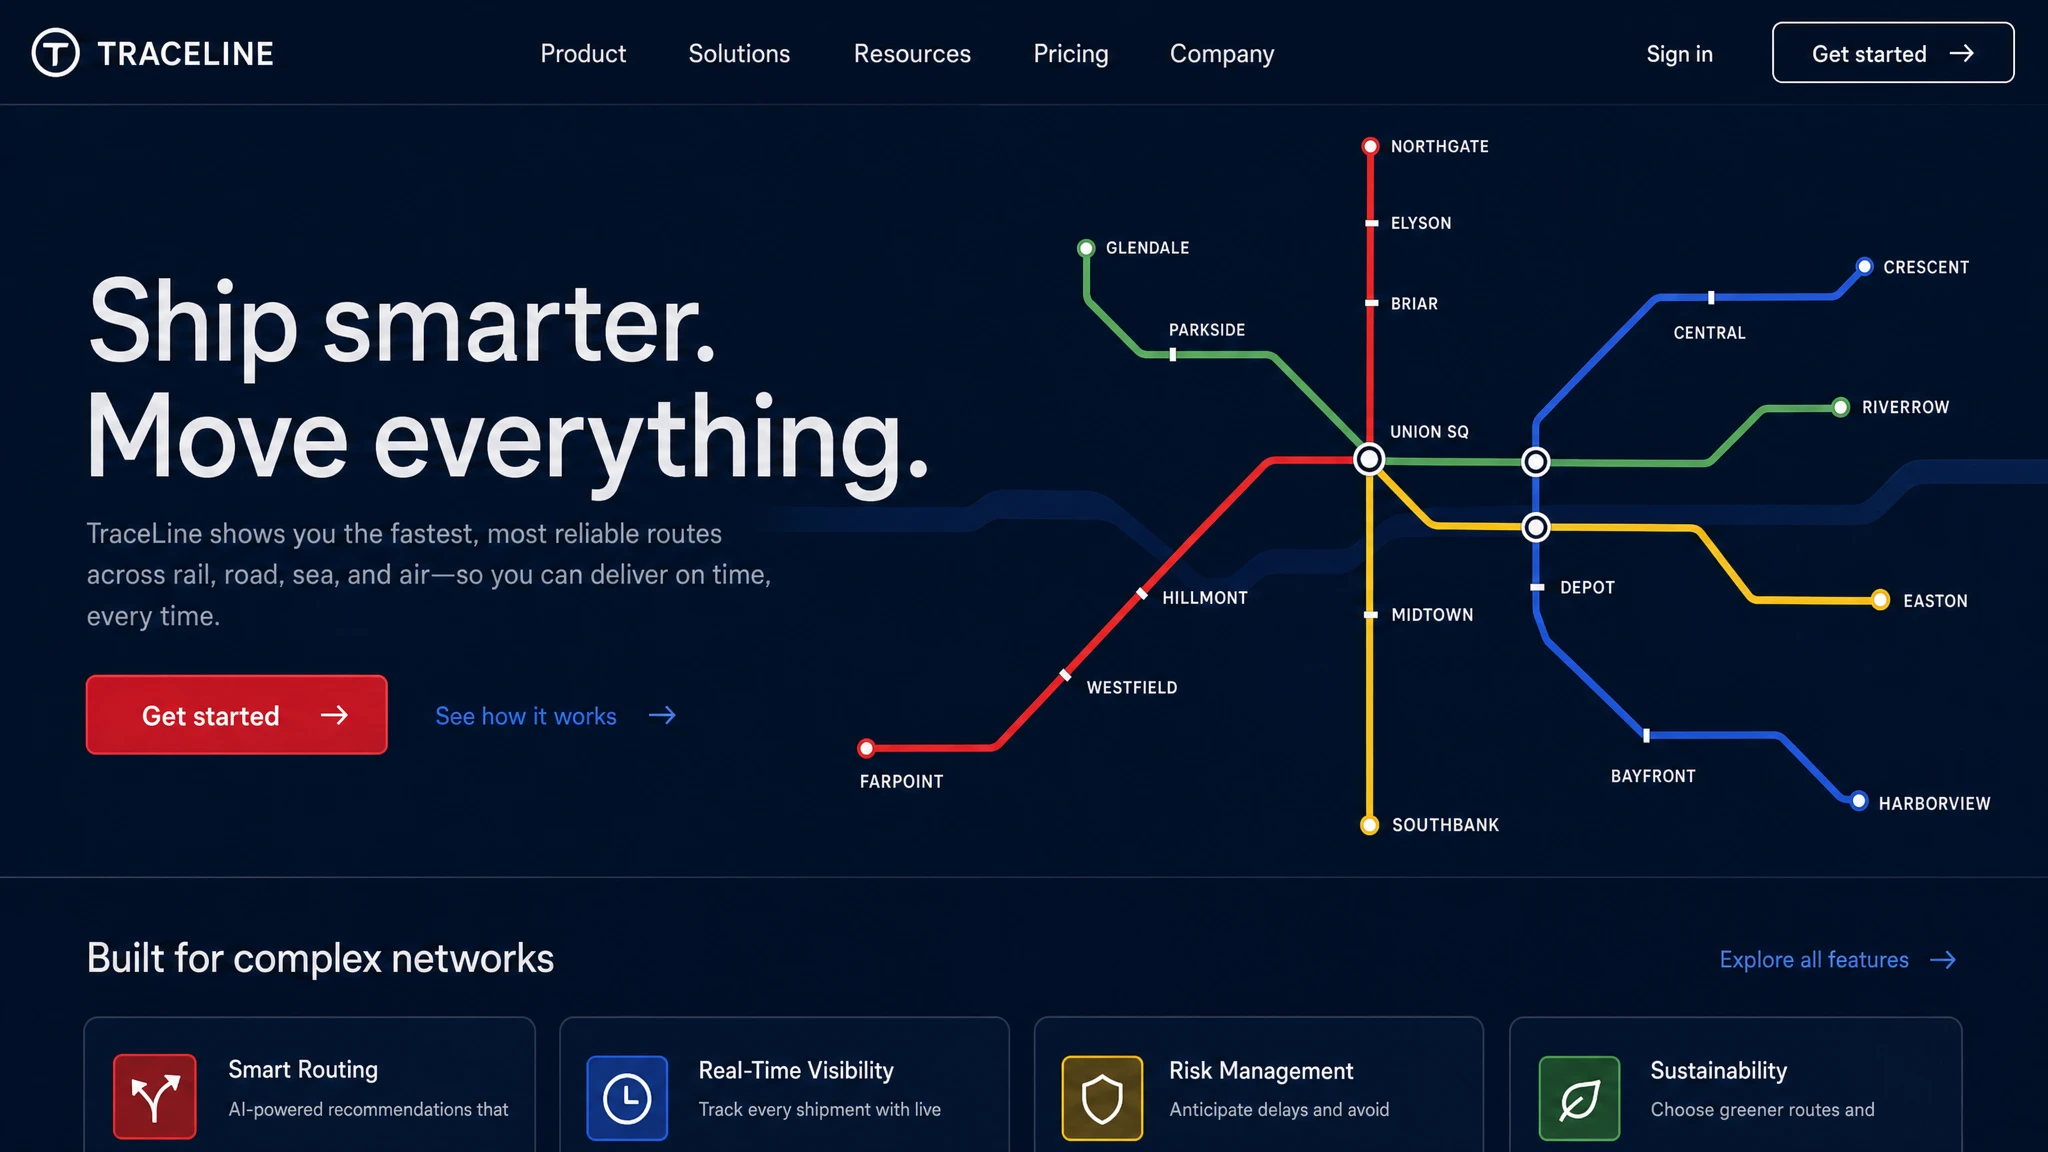 TRACELINE
Product
Solutions
Resources
Pricing
Company
Sign in
Get started
Ship smarter.
Move everything.
TraceLine shows you the fastest, most reliable routes
across rail, road, sea, and air—so you can deliver on time,
every time.
Get started
See how it works
NORTHGATE
ELYSON
GLENDALE
CRESCENT
BRIAR
PARKSIDE
CENTRAL
RIVERROW
UNION SQ
DEPOT
HILLMONT
EASTON
MIDTOWN
WESTFIELD
BAYFRONT
FARPOINT
HARBORVIEW
SOUTHBANK
Built for complex networks
Explore all features
Smart Routing
AI-powered recommendations that
Real-Time Visibility
Track every shipment with live
Risk Management
Anticipate delays and avoid
Sustainability
Choose greener routes and